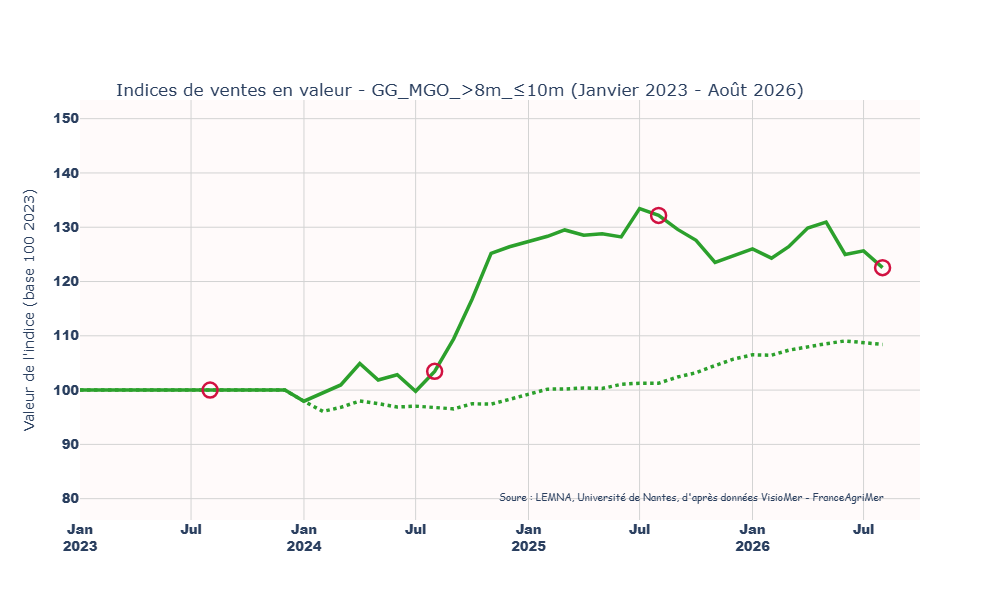 Indices de ventes en valeur - GG_MGO_>8m_≤10m (Janvier 2023 - Août 2026)
Valeur de l'indice (base 100 2023)
150
140
130
120
110
100
90
80
Soure : LEMNA, Université de Nantes, d'après données VisioMer - FranceAgriMer
Jan Jul Jan Jul Jan Jul Jan Jul
2023 2024 2025 2026